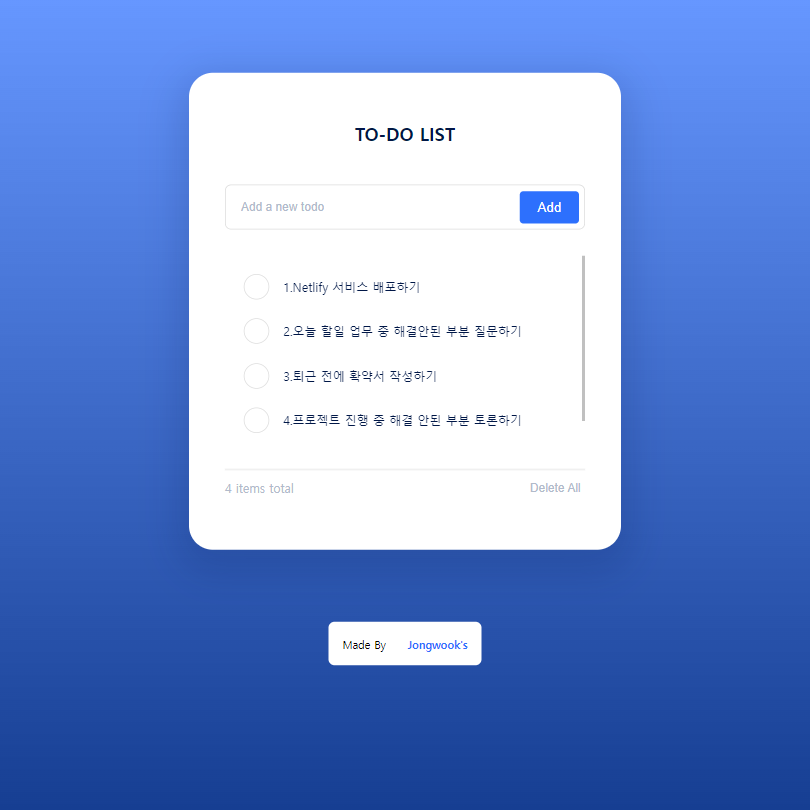 TO-DO LIST
Add a new todo
Add
1.Netlify 서비스 배포하기
2.오늘 할일 업무 중 해결안된 부분 질문하기
3.퇴근 전에 확약서 작성하기
4.프로젝트 진행 중 해결 안된 부분 토론하기
4 items total
Delete All
Made By Jongwook's